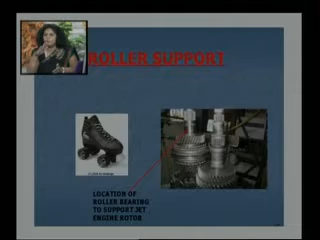 ROLLER SUPPORT
LOCATION OF
ROLLER BEARING
TO SUPPORT JET
ENGINE ROTOR